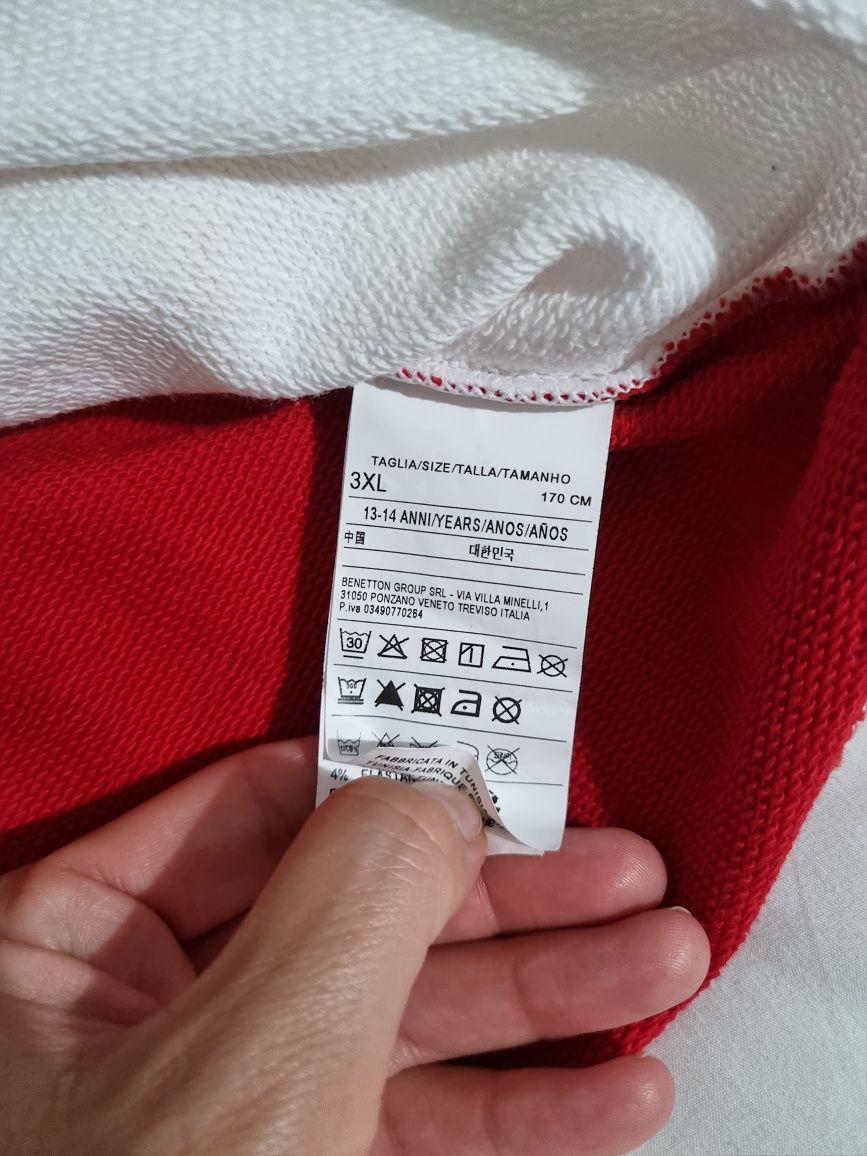 TAGLIA/SIZE/TALLA/TAMANHO
3XL 170 CM
13-14 ANNI/YEARS/ANOS/AÑOS
中国 대한민국
BENETTON GROUP SRL - VIA VILLA MINELLI,1
31050 PONZANO VENETO TREVISO ITALIA
P.iva 03490770264
30
FABBRICATA IN TUNISIA
4%